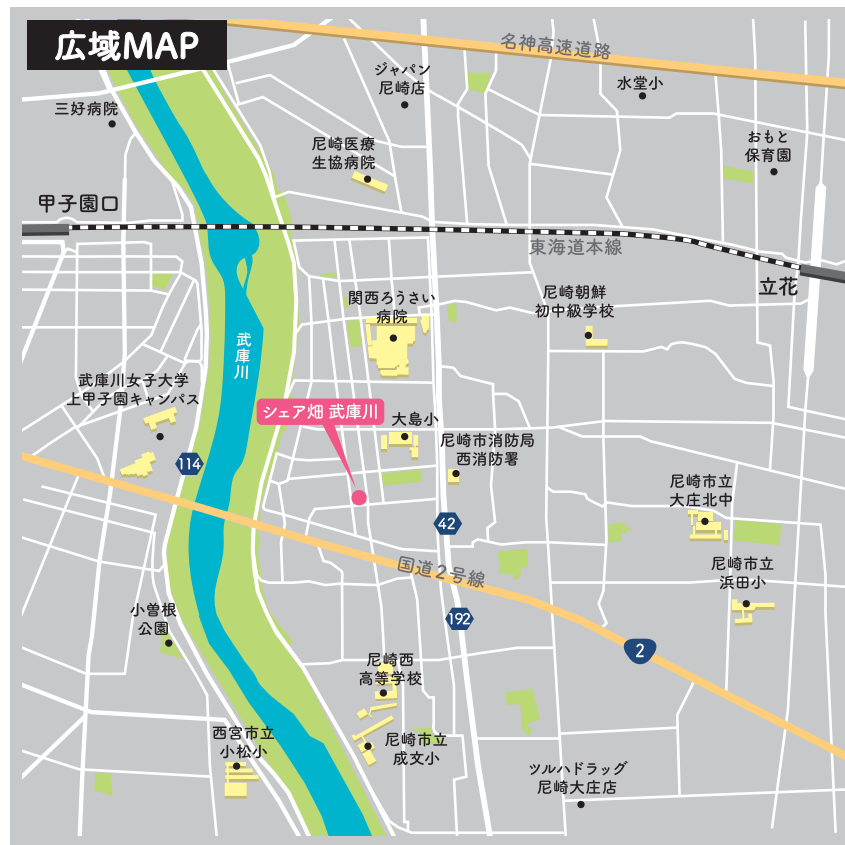 広域MAP
名神高速道路
ジャパン
尼崎店
水堂小
三好病院
おもと
保育園
尼崎医療
生協病院
甲子園口
東海道本線
立花
関西ろうさい
病院
尼崎朝鮮
初中級学校
武庫川
武庫川女子大学
上甲子園キャンパス
シェア畑 武庫川
大島小
尼崎市消防局
西消防署
114
尼崎市立
大庄北中
42
国道2号線
尼崎市立
浜田小
小曽根
公園
192
2
尼崎西
高等学校
西宮市立
小松小
尼崎市立
成文小
ツルハドラッグ
尼崎大庄店